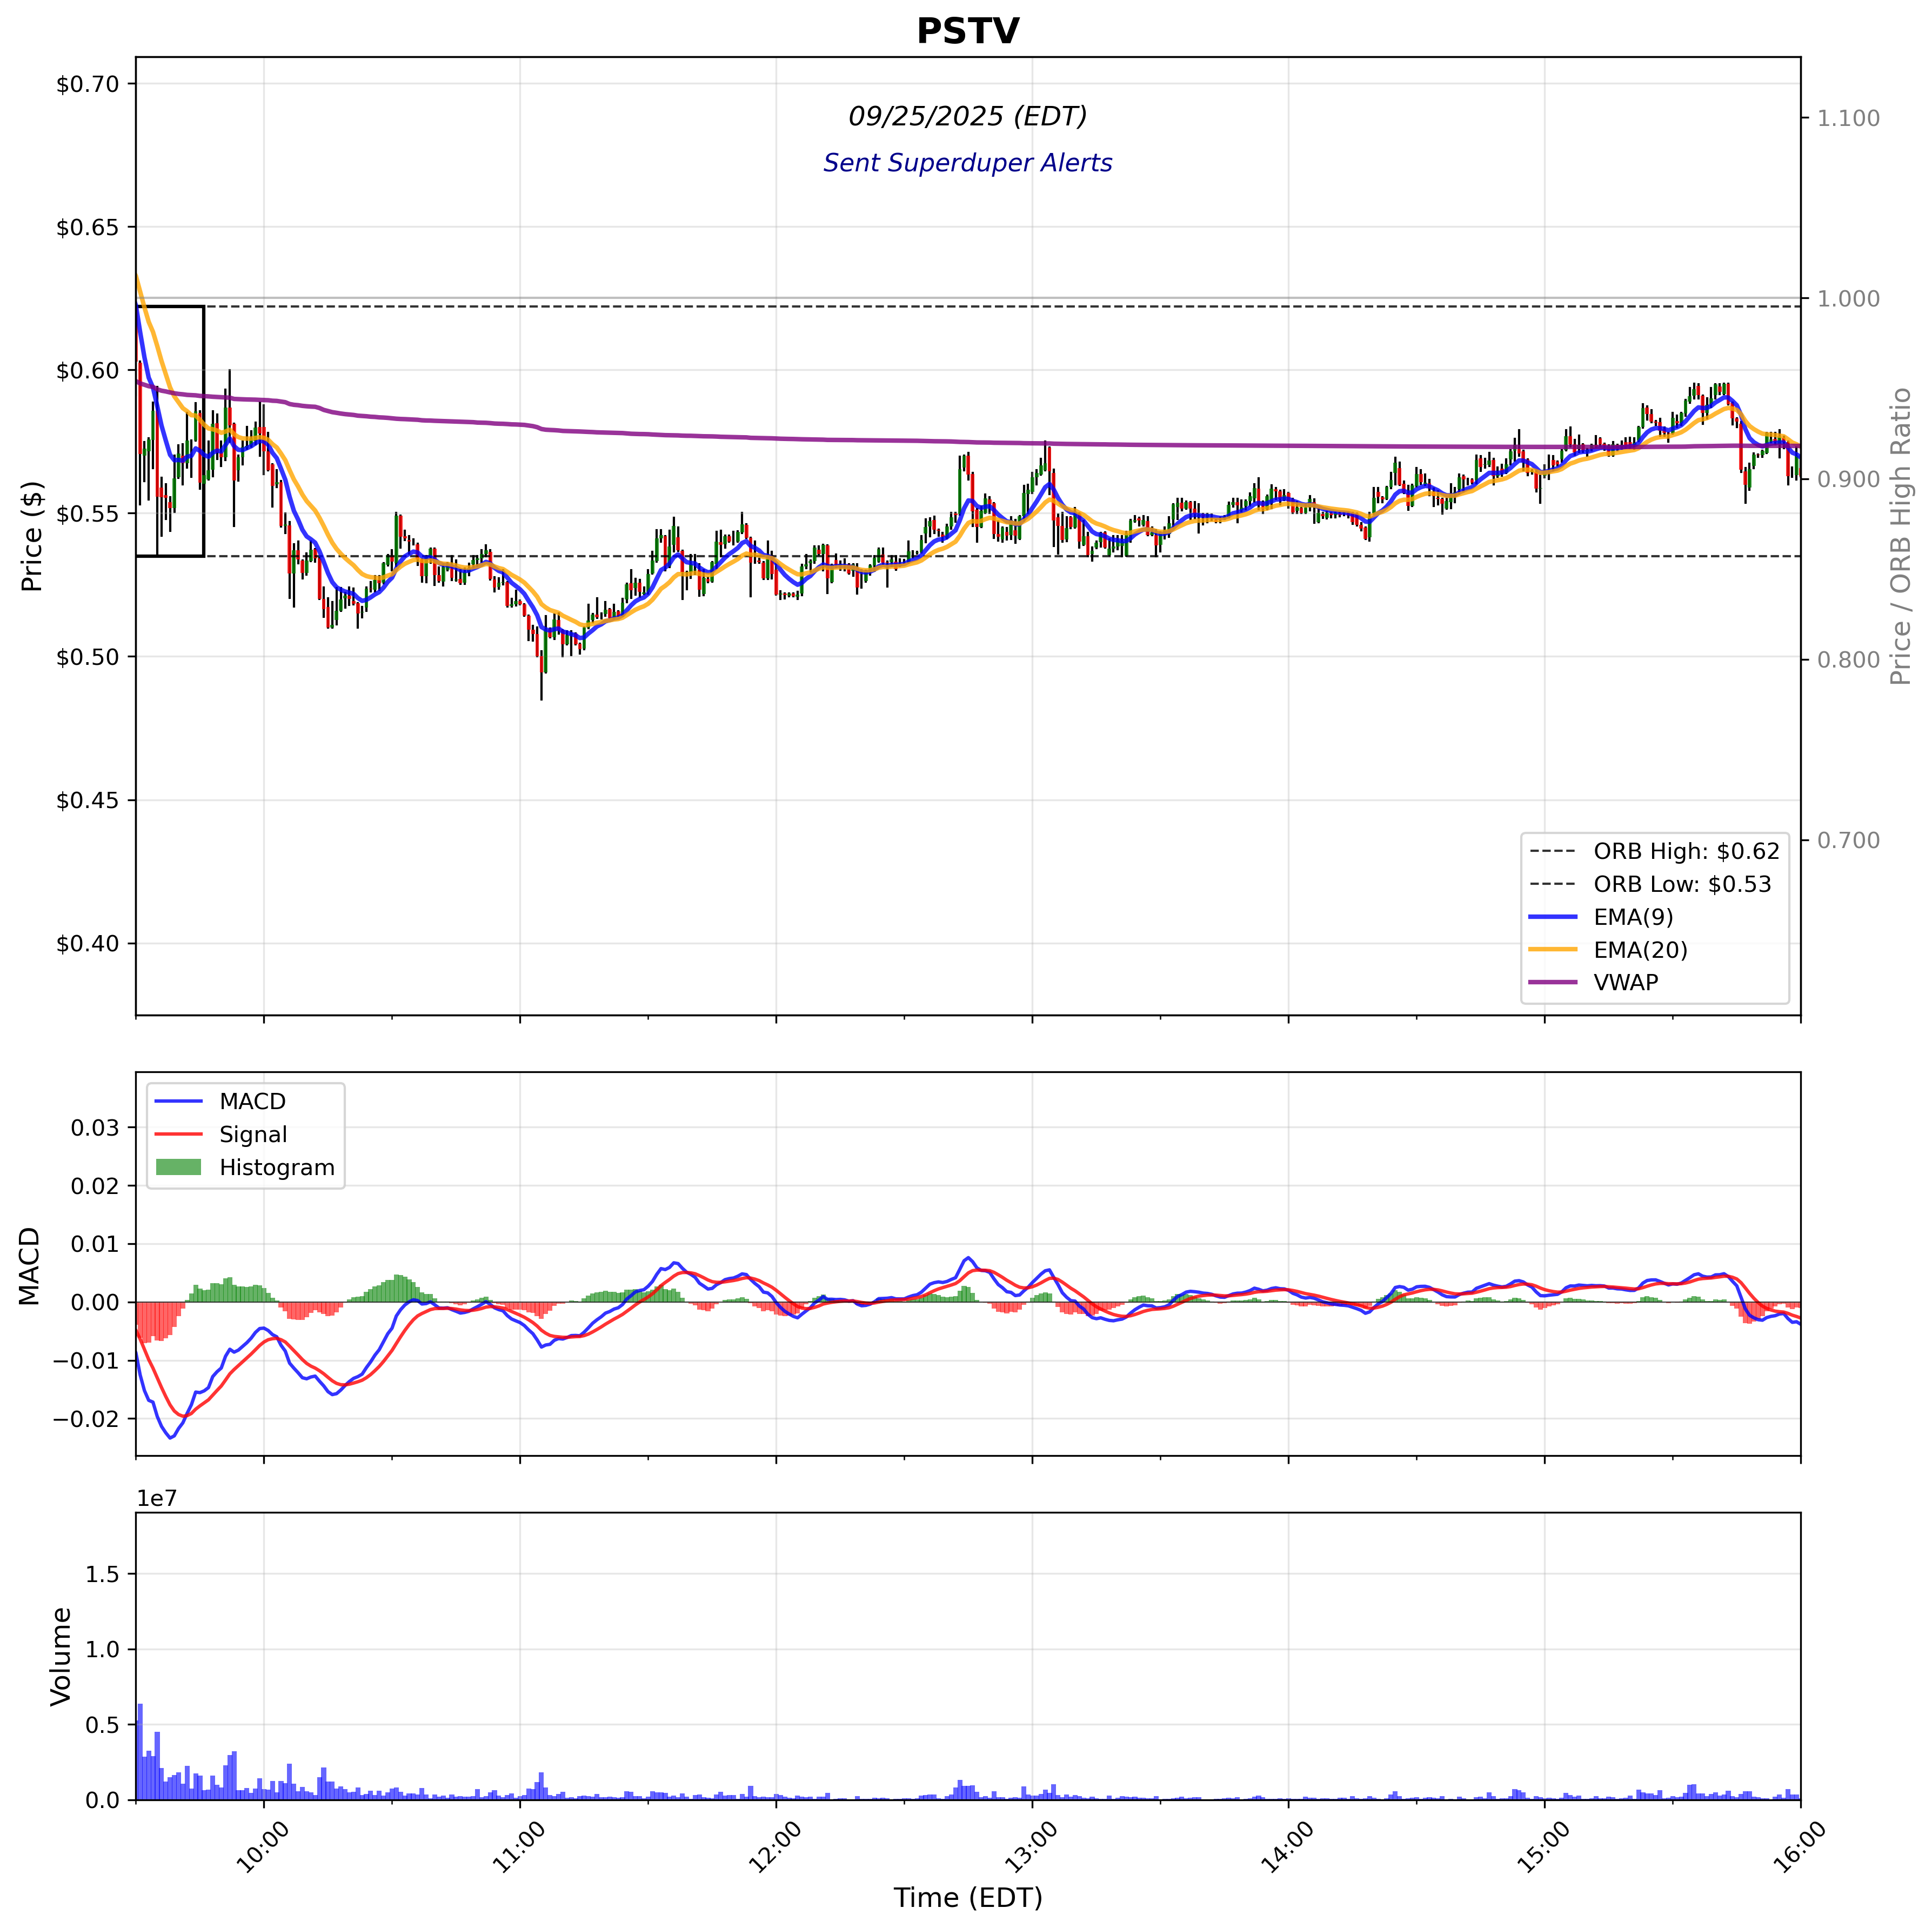 PSTV
09/25/2025 (EDT)
Sent Superduper Alerts
$0.70
$0.65
$0.60
$0.55
$0.50
$0.45
$0.40
Price ($)
1.100
1.000
0.900
0.800
0.700
Price / ORB High Ratio
ORB High: $0.62
ORB Low: $0.53
EMA(9)
EMA(20)
VWAP
MACD
Signal
Histogram
0.03
0.02
0.01
0.00
−0.01
−0.02
MACD
1e7
1.5
1.0
0.5
0.0
Volume
10:00
11:00
12:00
13:00
14:00
15:00
16:00
Time (EDT)